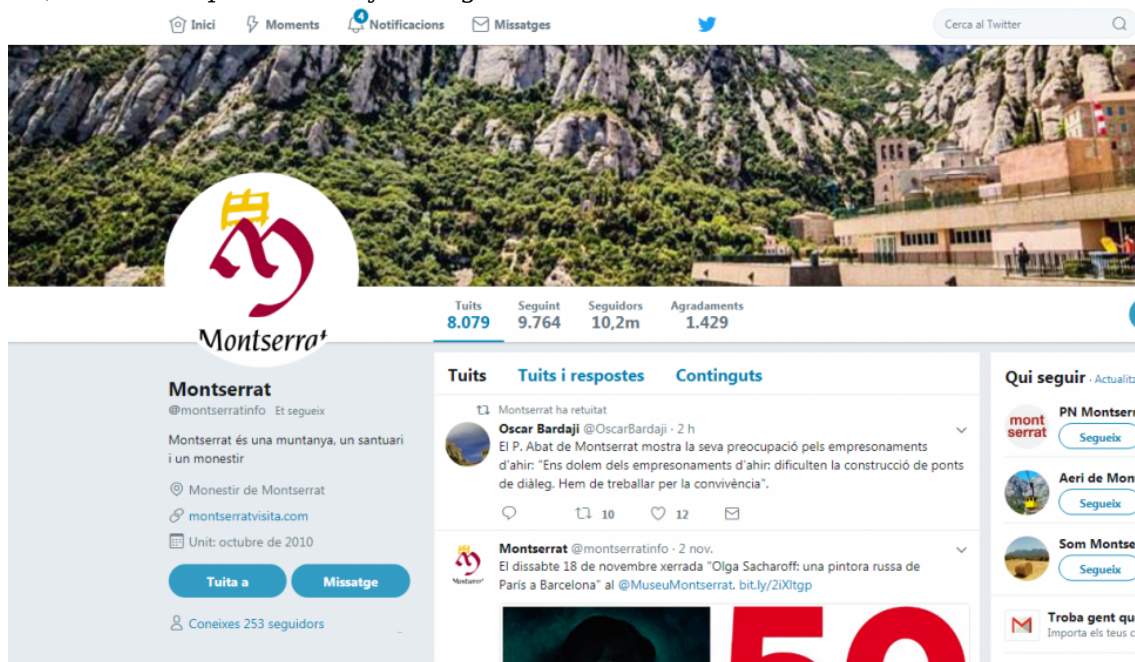 Inici Moments 4 Notificacions Missatges Cerca al Twitter
Montserrat
Tuits Seguint Seguidors Agradaments
8.079 9.764 10,2m 1.429
Montserrat
@montserratinfo Et segueix
Montserrat és una muntanya, un santuari
i un monestir
Monestir de Montserrat
montserratvisita.com
Unit: octubre de 2010
Tuita a Missatge
Coneixes 253 seguidors
Tuits Tuits i respostes Continguts
Montserrat ha retuitat
Oscar Bardaji @OscarBardaji · 2 h
El P. Abat de Montserrat mostra la seva preocupació pels empresonaments
d'ahir: "Ens dolem dels empresonaments d'ahir: dificulten la construcció de ponts
de diàleg. Hem de treballar per la convivència".
10 12
Montserrat @montserratinfo · 2 nov.
El dissabte 18 de novembre xerrada "Olga Sacharoff: una pintora russa de
París a Barcelona" al @MuseuMontserrat. bit.ly/2iXltgp
50
Qui seguir · Actualitz
mont
serrat
PN Montserr
Segueix
Aeri de Mon
Segueix
Som Montse
Segueix
Troba gent qu
Importa els teus c